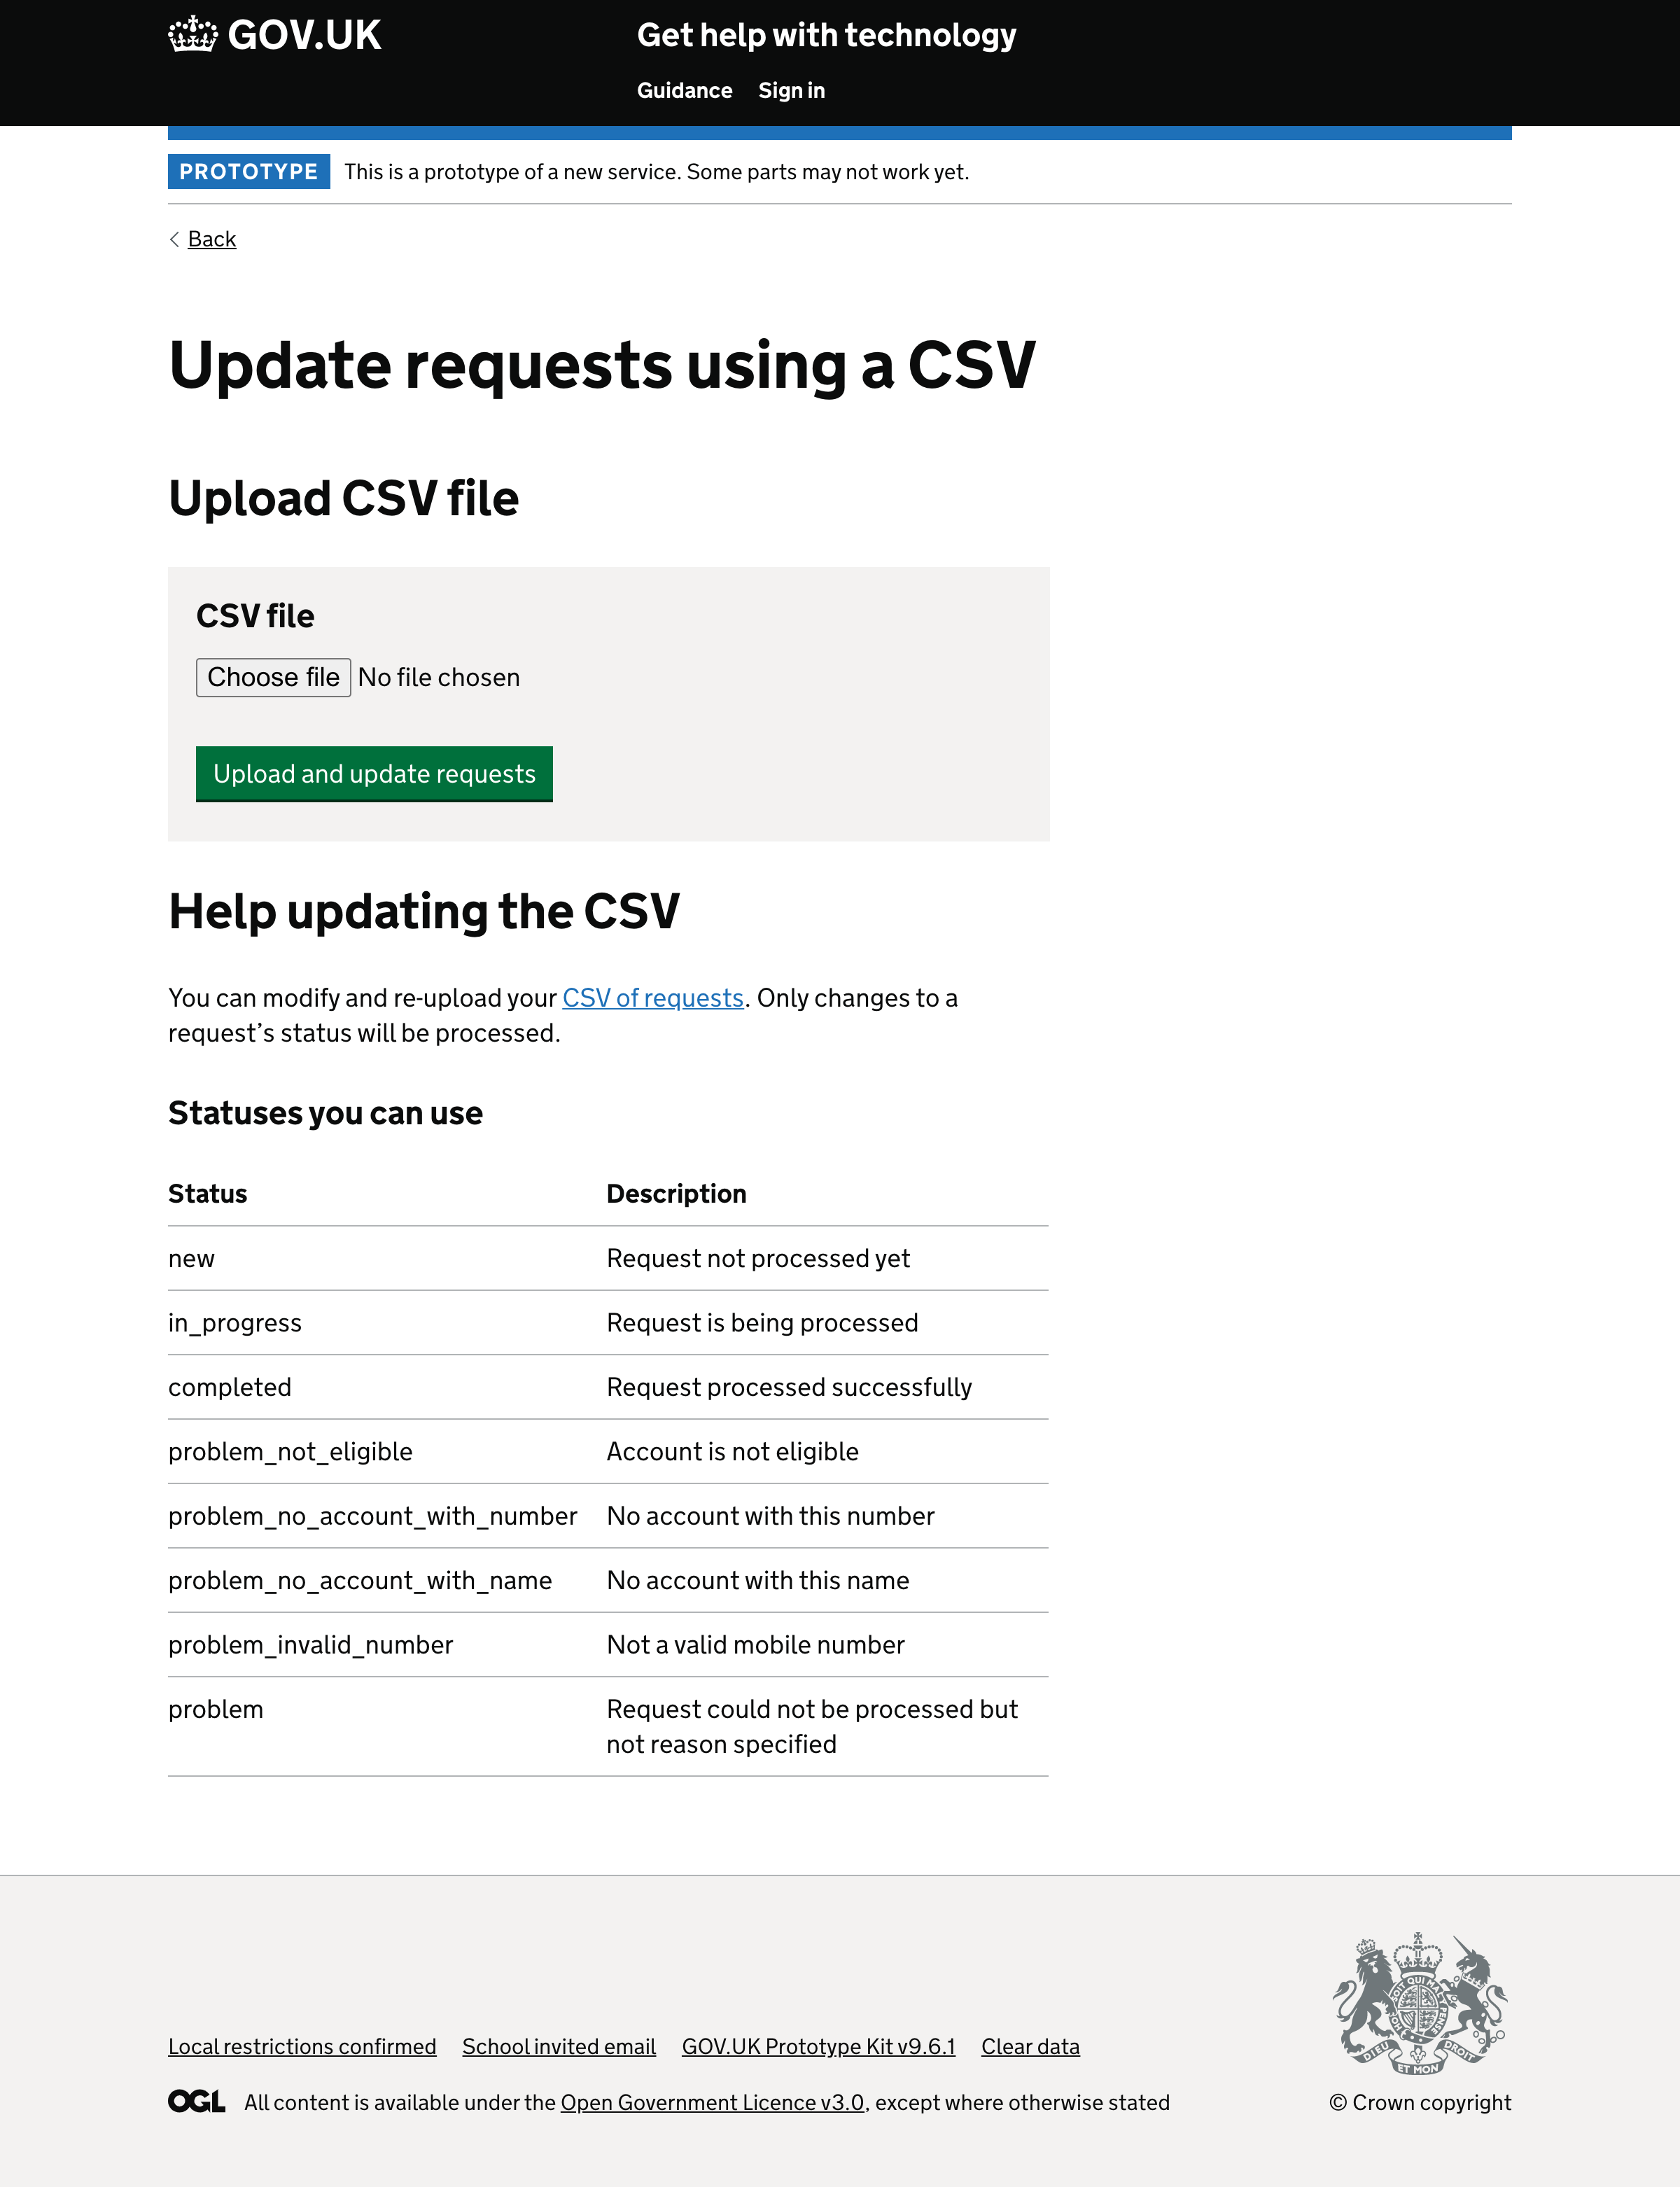 GOV.UK
Get help with technology
Guidance Sign in
PROTOTYPE This is a prototype of a new service. Some parts may not work yet.
Back
Update requests using a CSV
Upload CSV file
CSV file
Choose file No file chosen
Upload and update requests
Help updating the CSV
You can modify and re-upload your CSV of requests. Only changes to a
request’s status will be processed.
Statuses you can use
Status Description
new Request not processed yet
in_progress Request is being processed
completed Request processed successfully
problem_not_eligible Account is not eligible
problem_no_account_with_number No account with this number
problem_no_account_with_name No account with this name
problem_invalid_number Not a valid mobile number
problem Request could not be processed but
not reason specified
Local restrictions confirmed School invited email GOV.UK Prototype Kit v9.6.1 Clear data
DIEU ET MON DROIT
OGL All content is available under the Open Government Licence v3.0, except where otherwise stated
© Crown copyright